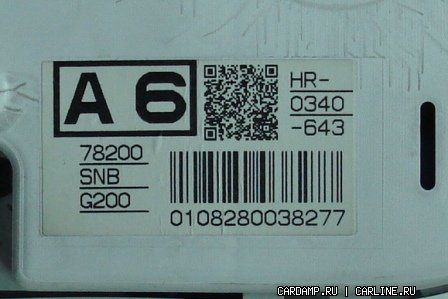 A 6
HR-
0340
-643
78200
SNB
G200
0108280038277
CARDAMP.RU | CARLINE.RU